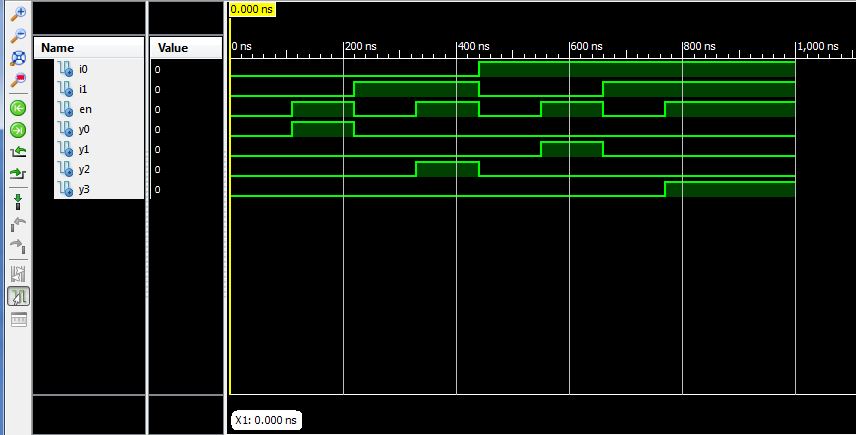 0.000 ns
Name Value 0 ns 200 ns 400 ns 600 ns 800 ns 1,000 ns
i0 0
i1 0
en 0
y0 0
y1 0
y2 0
y3 0
X1: 0.000 ns